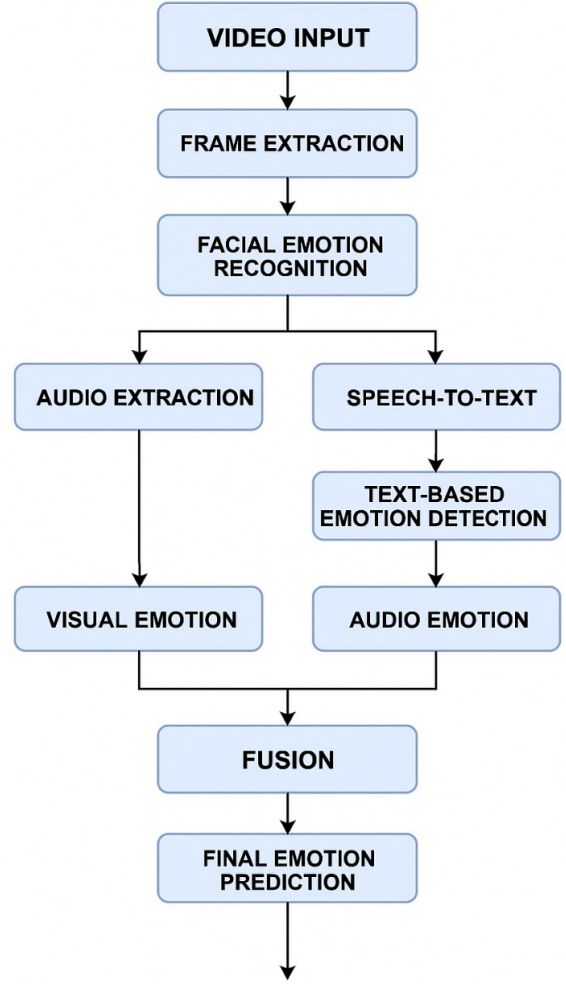 VIDEO INPUT
FRAME EXTRACTION
FACIAL EMOTION
RECOGNITION
AUDIO EXTRACTION
SPEECH-TO-TEXT
TEXT-BASED
EMOTION DETECTION
VISUAL EMOTION
AUDIO EMOTION
FUSION
FINAL EMOTION
PREDICTION